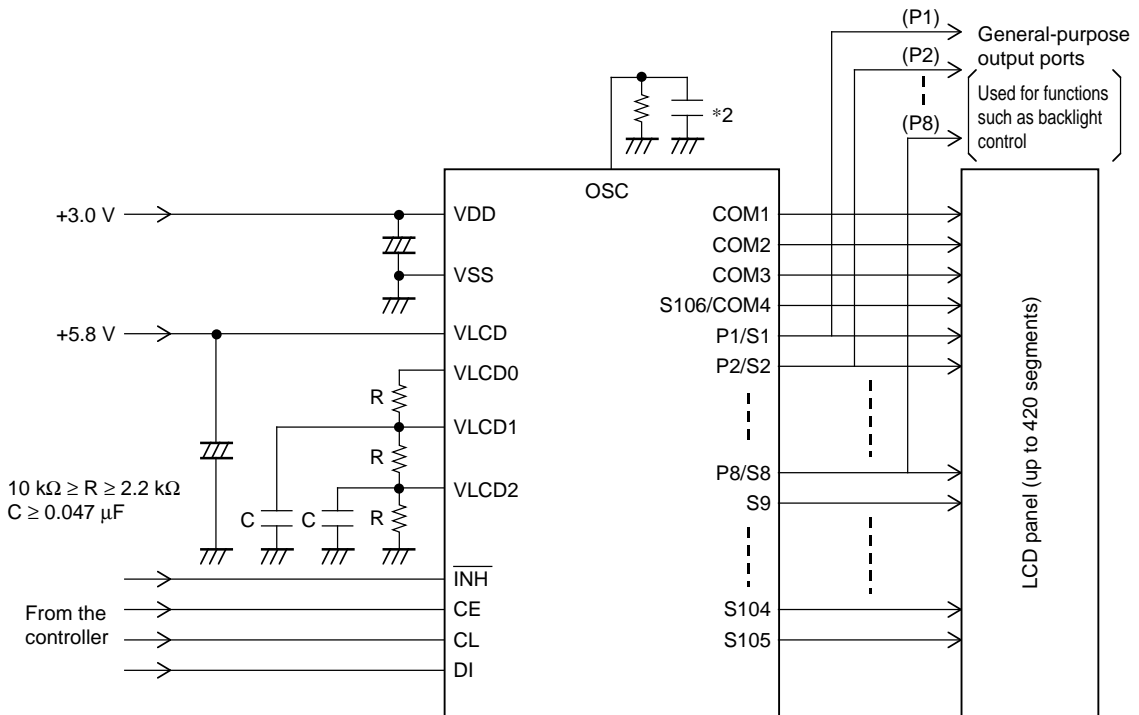 (P1)
General-purpose
output ports
(P2)
Used for functions
such as backlight
control
(P8)
*2
OSC
+3.0 V
VDD
VSS
+5.8 V
VLCD
VLCD0
R
VLCD1
R
VLCD2
10 kΩ ≥ R ≥ 2.2 kΩ
C ≥ 0.047 µF
C
C
R
INH
From the
controller
CE
CL
DI
COM1
COM2
COM3
S106/COM4
P1/S1
P2/S2
P8/S8
S9
S104
S105
LCD panel (up to 420 segments)